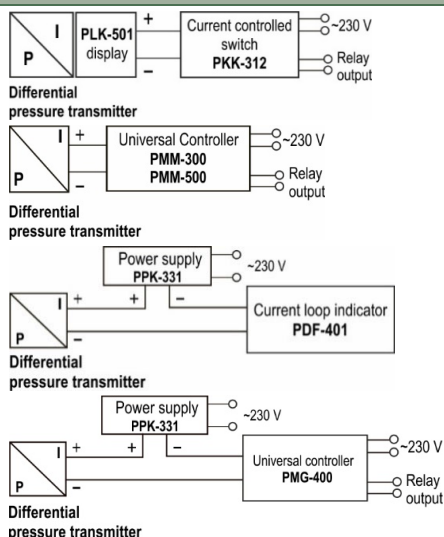 I
P
PLK-501
display
+
−
Current controlled
switch
PKK-312
~230 V
Relay
output
Differential
pressure transmitter
I
P
+
−
Universal Controller
PMM-300
PMM-500
~230 V
Relay
output
Differential
pressure transmitter
Power supply
PPK-331
~230 V
I
P
+
+
−
−
Current loop indicator
PDF-401
Differential
pressure transmitter
Power supply
PPK-331
~230 V
I
P
+
+
−
−
Universal controller
PMG-400
~230 V
Relay
output
Differential
pressure transmitter